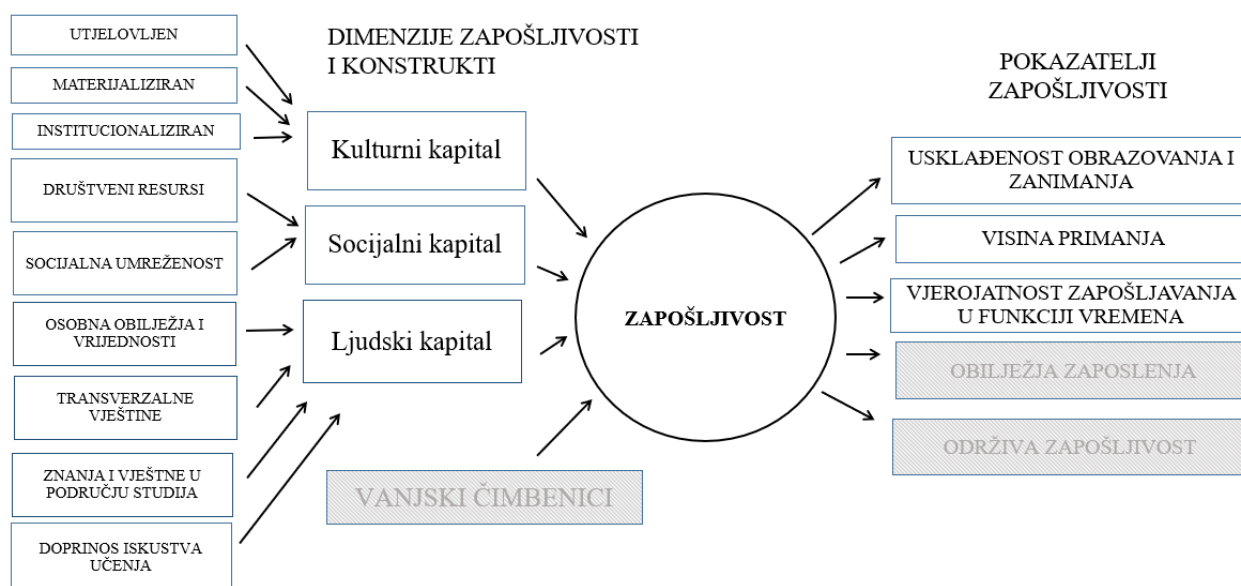 UTJELOVLJEN
MATERIJALIZIRAN
INSTITUCIONALIZIRAN
DRUŠTVENI RESURSI
SOCIJALNA UMREŽENOST
OSOBNA OBILJEŽJA I
VRIJEDNOSTI
TRANSVERZALNE
VJEŠTINE
ZNANJA I VJEŠTNE U
PODRUČJU STUDIJA
DOPRINOS ISKUSTVA
UČENJA
DIMENZIJE ZAPOŠLJIVOSTI
I KONSTRUKTI
Kulturni kapital
Socijalni kapital
Ljudski kapital
VANJSKI ČIMBENICI
ZAPOŠLJIVOST
POKAZATELJI
ZAPOŠLJIVOSTI
USKLAĐENOST OBRAZOVANJA I
ZANIMANJA
VISINA PRIMANJA
VJEROJATNOST ZAPOŠLJAVANJA
U FUNKCIJI VREMENA
OBILJEŽJA ZAPOSLENJA
ODRŽIVA ZAPOŠLJIVOST